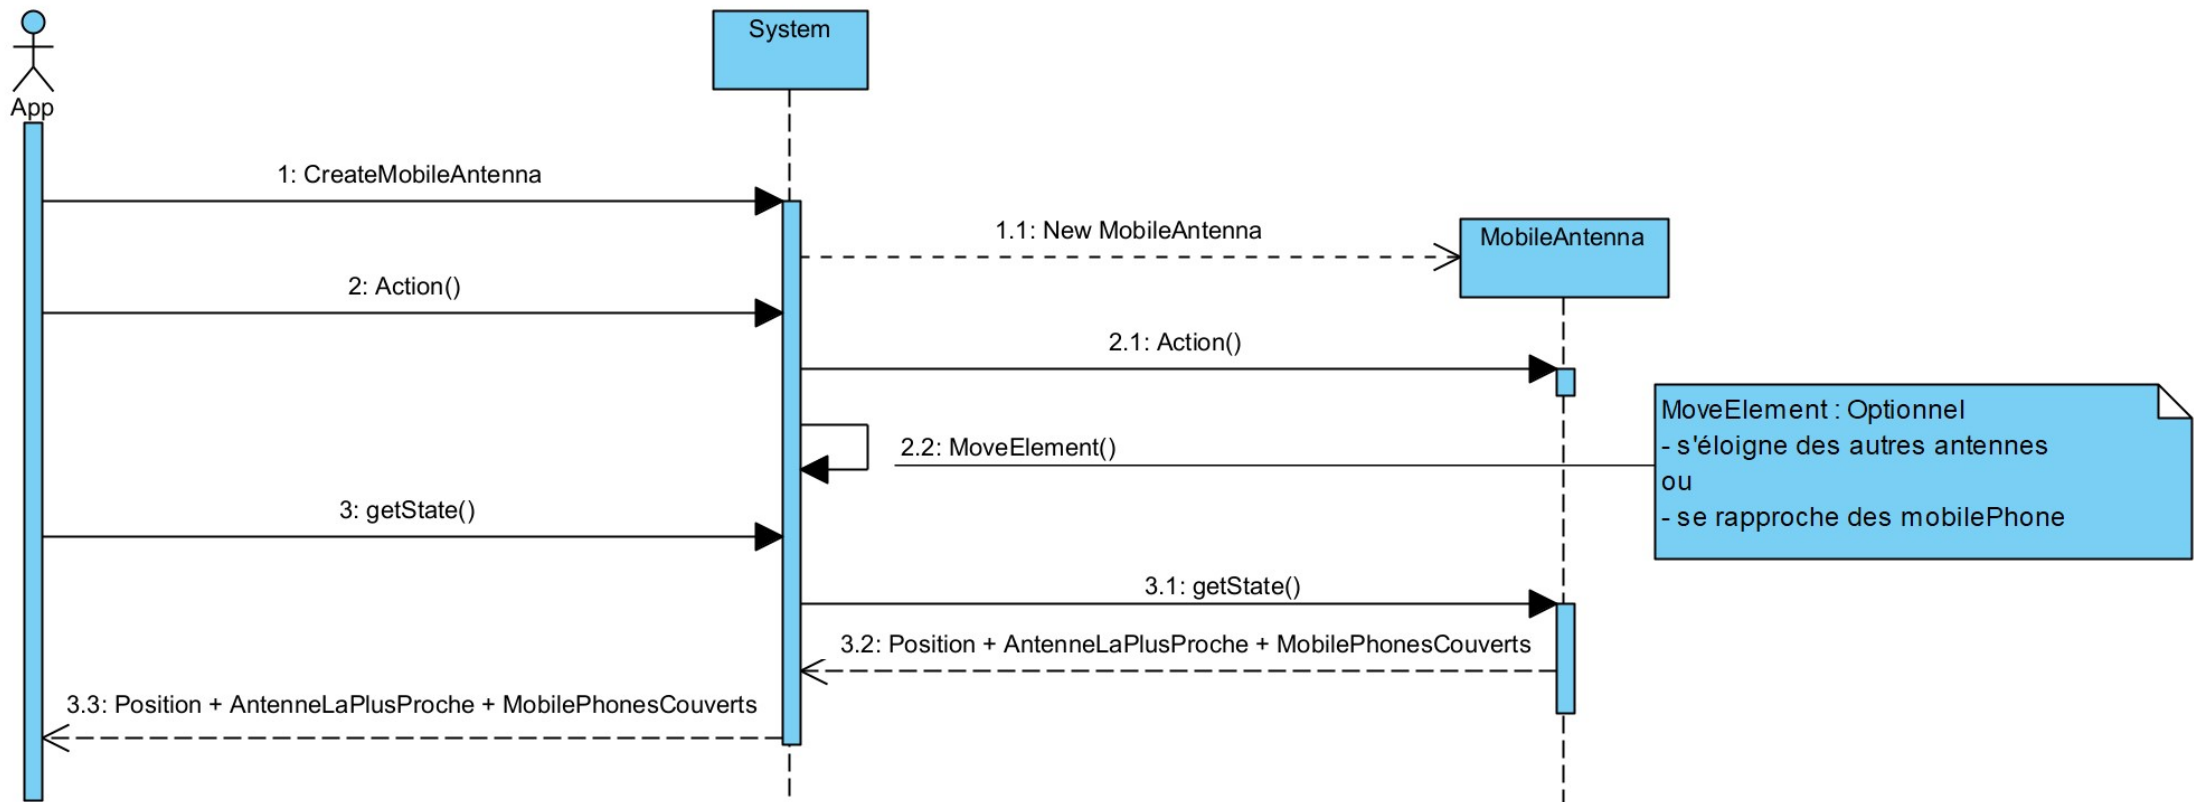 System
App
1: CreateMobileAntenna
1.1: New MobileAntenna
MobileAntenna
2: Action()
2.1: Action()
MoveElement : Optionnel
- s'éloigne des autres antennes
ou
- se rapproche des mobilePhone
2.2: MoveElement()
3: getState()
3.1: getState()
3.2: Position + AntenneLaPlusProche + MobilePhonesCouverts
3.3: Position + AntenneLaPlusProche + MobilePhonesCouverts